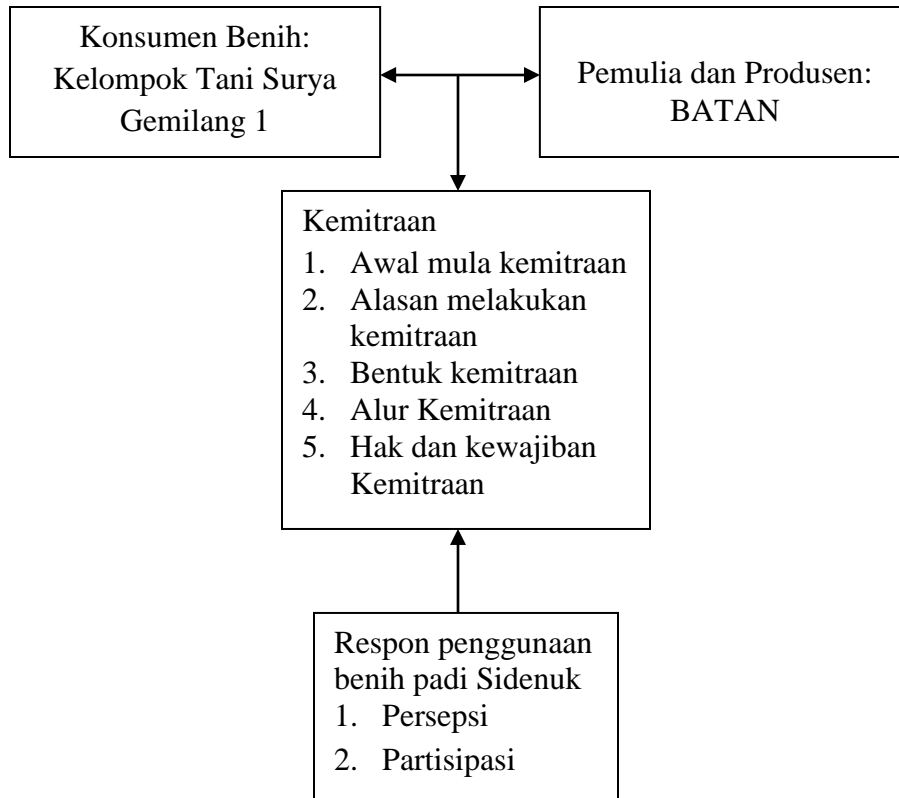 Konsumen Benih:
Kelompok Tani Surya
Gemilang 1
Pemulia dan Produsen:
BATAN
Kemitraan
1. Awal mula kemitraan
2. Alasan melakukan
kemitraan
3. Bentuk kemitraan
4. Alur Kemitraan
5. Hak dan kewajiban
Kemitraan
Respon penggunaan
benih padi Sidenuk
1. Persepsi
2. Partisipasi